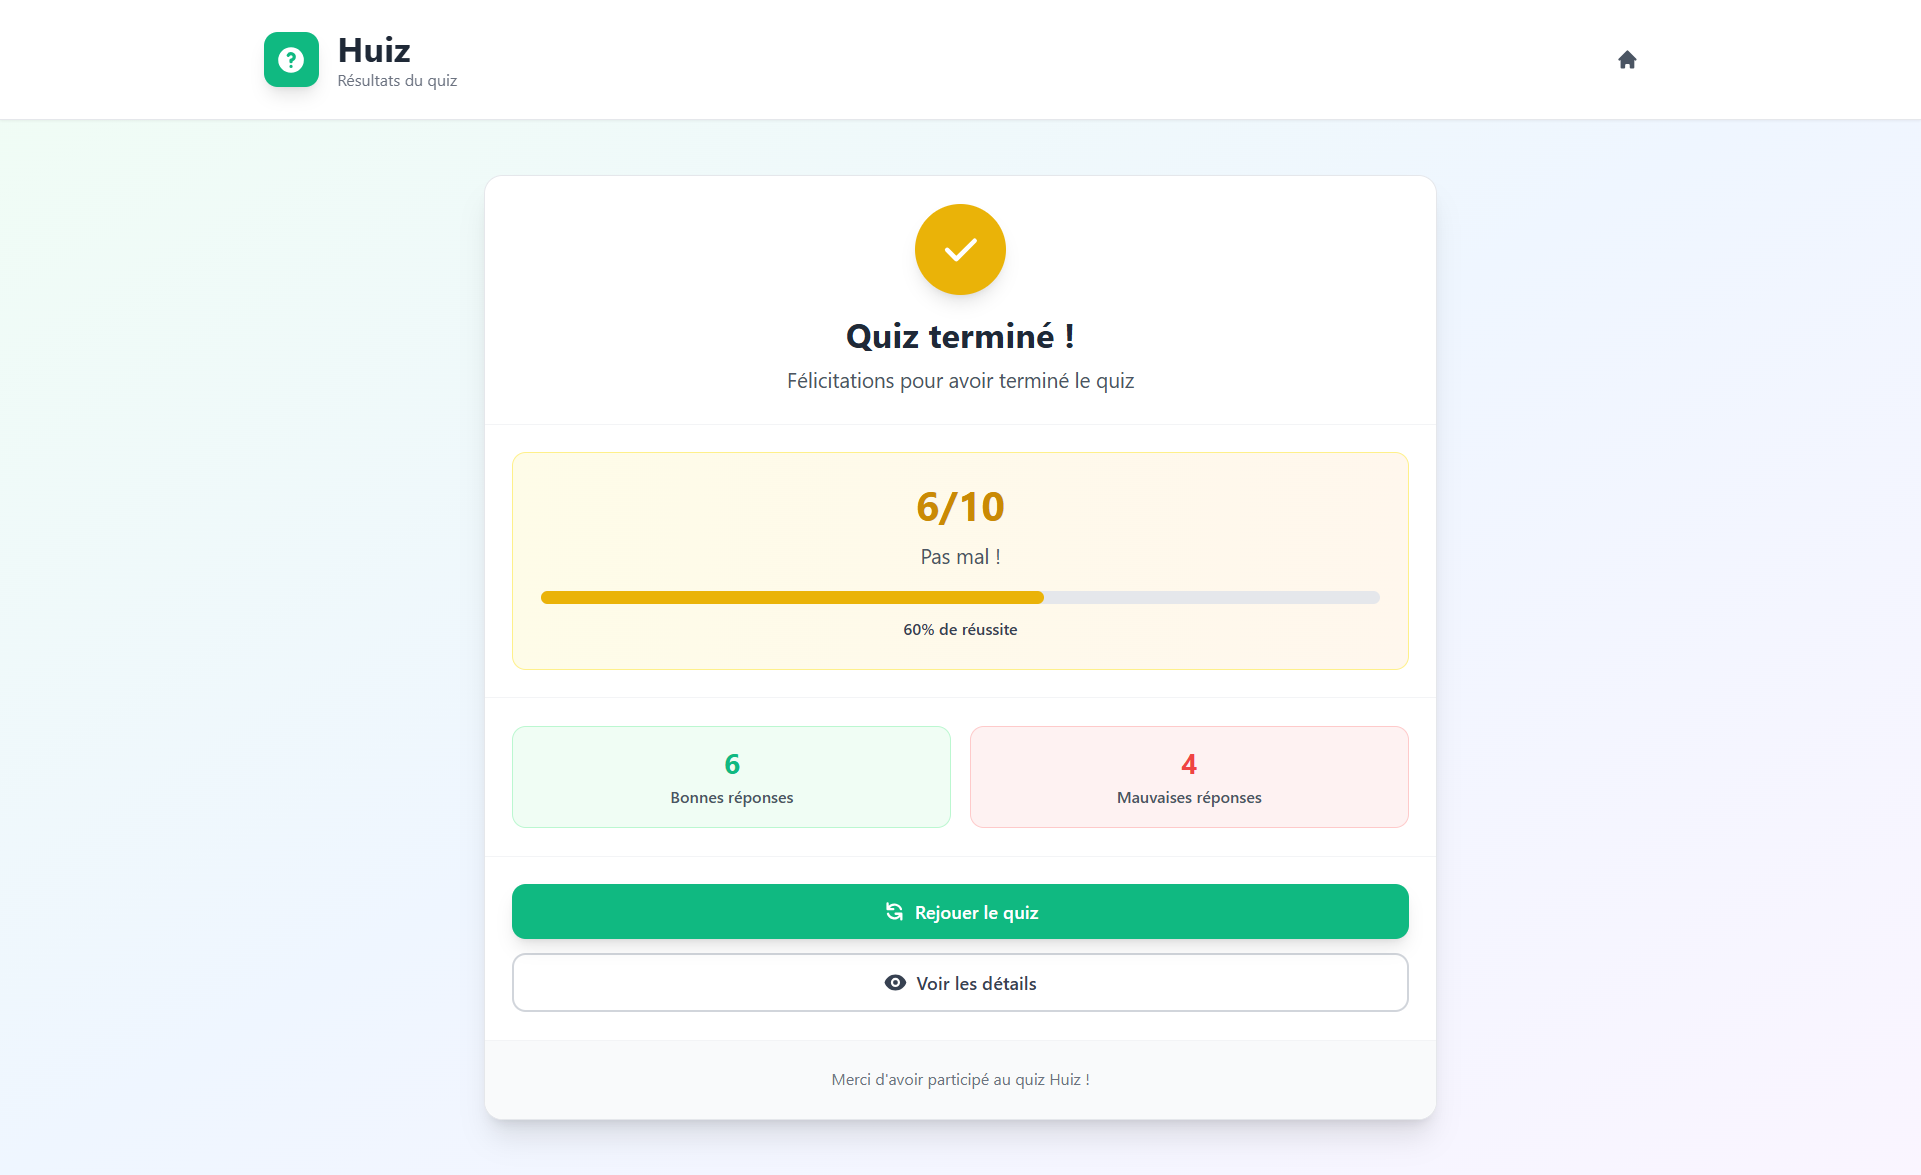 Huiz
Résultats du quiz
Quiz terminé !
Félicitations pour avoir terminé le quiz
6/10
Pas mal !
60% de réussite
6
Bonnes réponses
4
Mauvaises réponses
Rejouer le quiz
Voir les détails
Merci d'avoir participé au quiz Huiz !